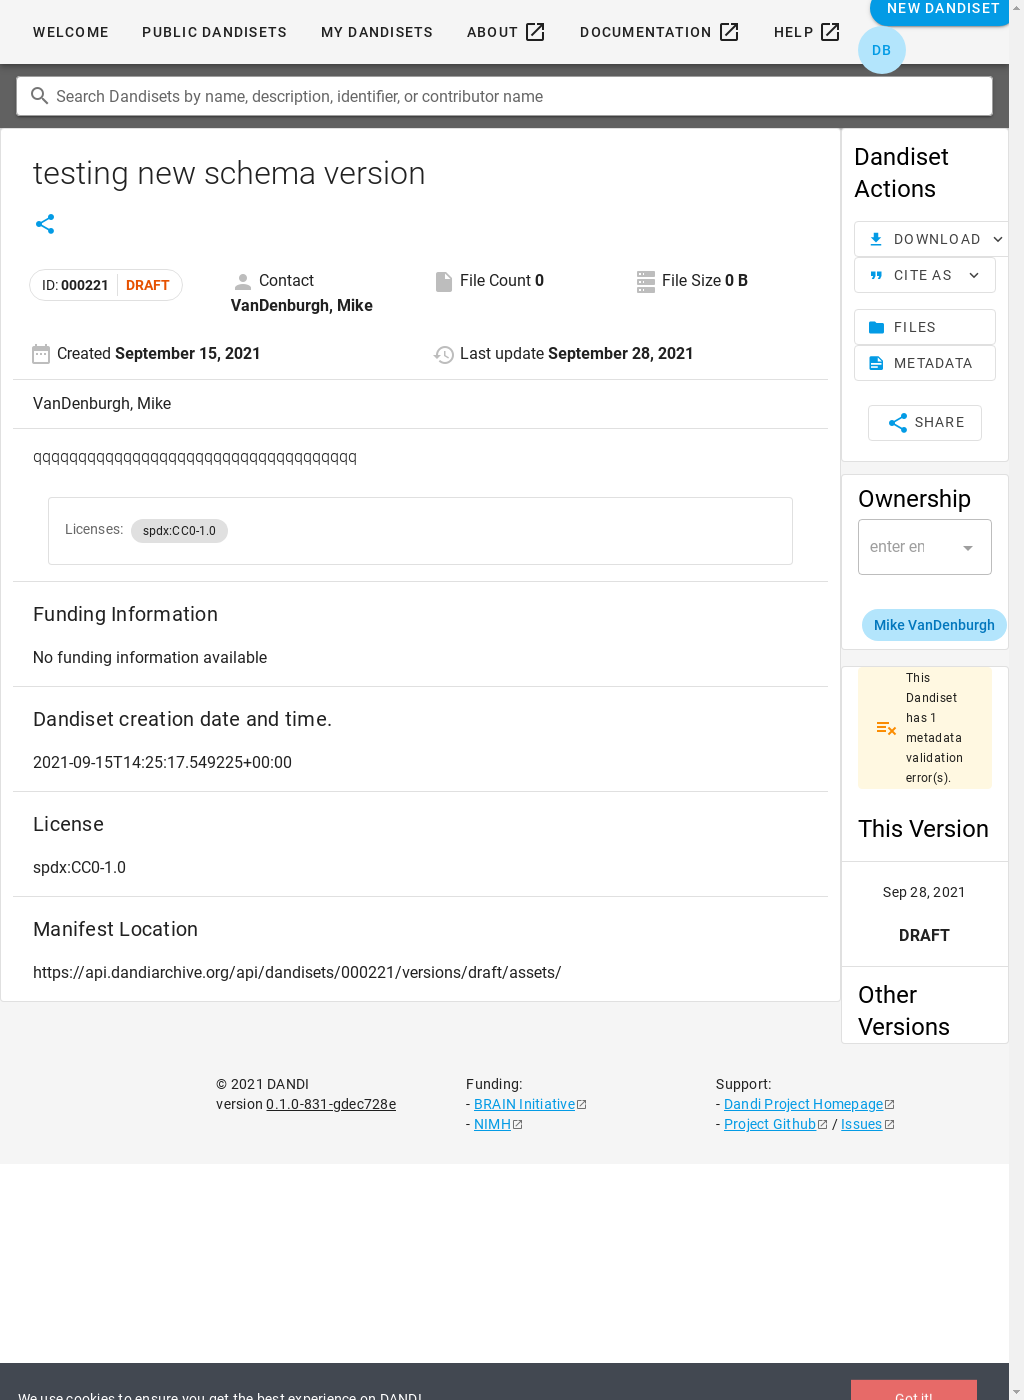 WELCOME
PUBLIC DANDISETS
MY DANDISETS
ABOUT
DOCUMENTATION
HELP
NEW DANDISET
DB
Search Dandisets by name, description, identifier, or contributor name
testing new schema version
ID: 000221 DRAFT
Contact
VanDenburgh, Mike
File Count 0
File Size 0 B
Created September 15, 2021
Last update September 28, 2021
VanDenburgh, Mike
qqqqqqqqqqqqqqqqqqqqqqqqqqqqqqqqqqqq
Licenses: spdx:CC0-1.0
Funding Information
No funding information available
Dandiset creation date and time.
2021-09-15T14:25:17.549225+00:00
License
spdx:CC0-1.0
Manifest Location
https://api.dandiarchive.org/api/dandisets/000221/versions/draft/assets/
Dandiset
Actions
DOWNLOAD
CITE AS
FILES
METADATA
SHARE
Ownership
enter en
Mike VanDenburgh
This
Dandiset
has 1
metadata
validation
error(s).
This Version
Sep 28, 2021
DRAFT
Other
Versions
© 2021 DANDI
version 0.1.0-831-gdec728e
Funding:
- BRAIN Initiative
- NIMH
Support:
- Dandi Project Homepage
- Project Github / Issues
We use cookies to ensure you get the best experience on DANDI.
Got it!